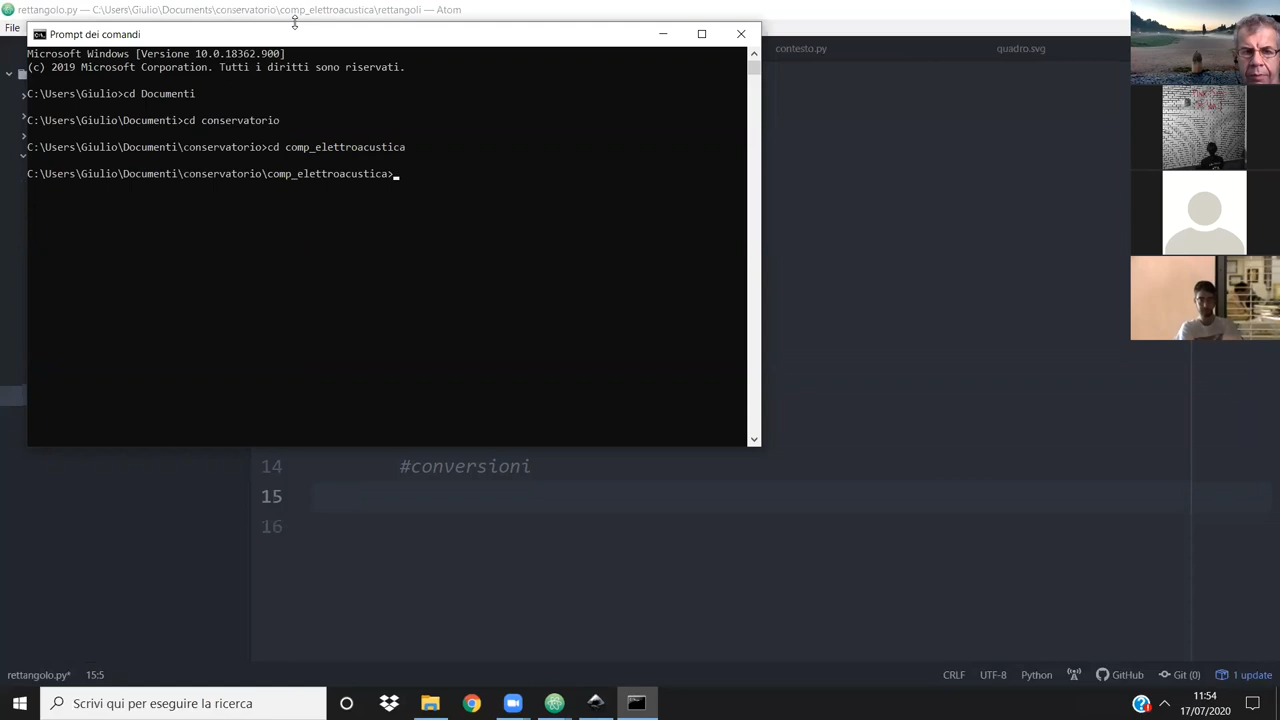 rettangolo.py — C:\Users\Giulio\Documents\conservatorio\comp_elettroacustica\rettangoli — Atom
File
Prompt dei comandi
contesto.py
quadro.svg
Microsoft Windows [Versione 10.0.18362.900]
(c) 2019 Microsoft Corporation. Tutti i diritti sono riservati.
C:\Users\Giulio>cd Documenti
C:\Users\Giulio\Documenti>cd conservatorio
C:\Users\Giulio\Documenti\conservatorio>cd comp_elettroacustica
C:\Users\Giulio\Documenti\conservatorio\comp_elettroacustica>
14 #conversioni
15
16
rettangolo.py* 15:5 CRLF UTF-8 Python GitHub Git (0) 1 update
Scrivi qui per eseguire la ricerca
11:54
17/07/2020